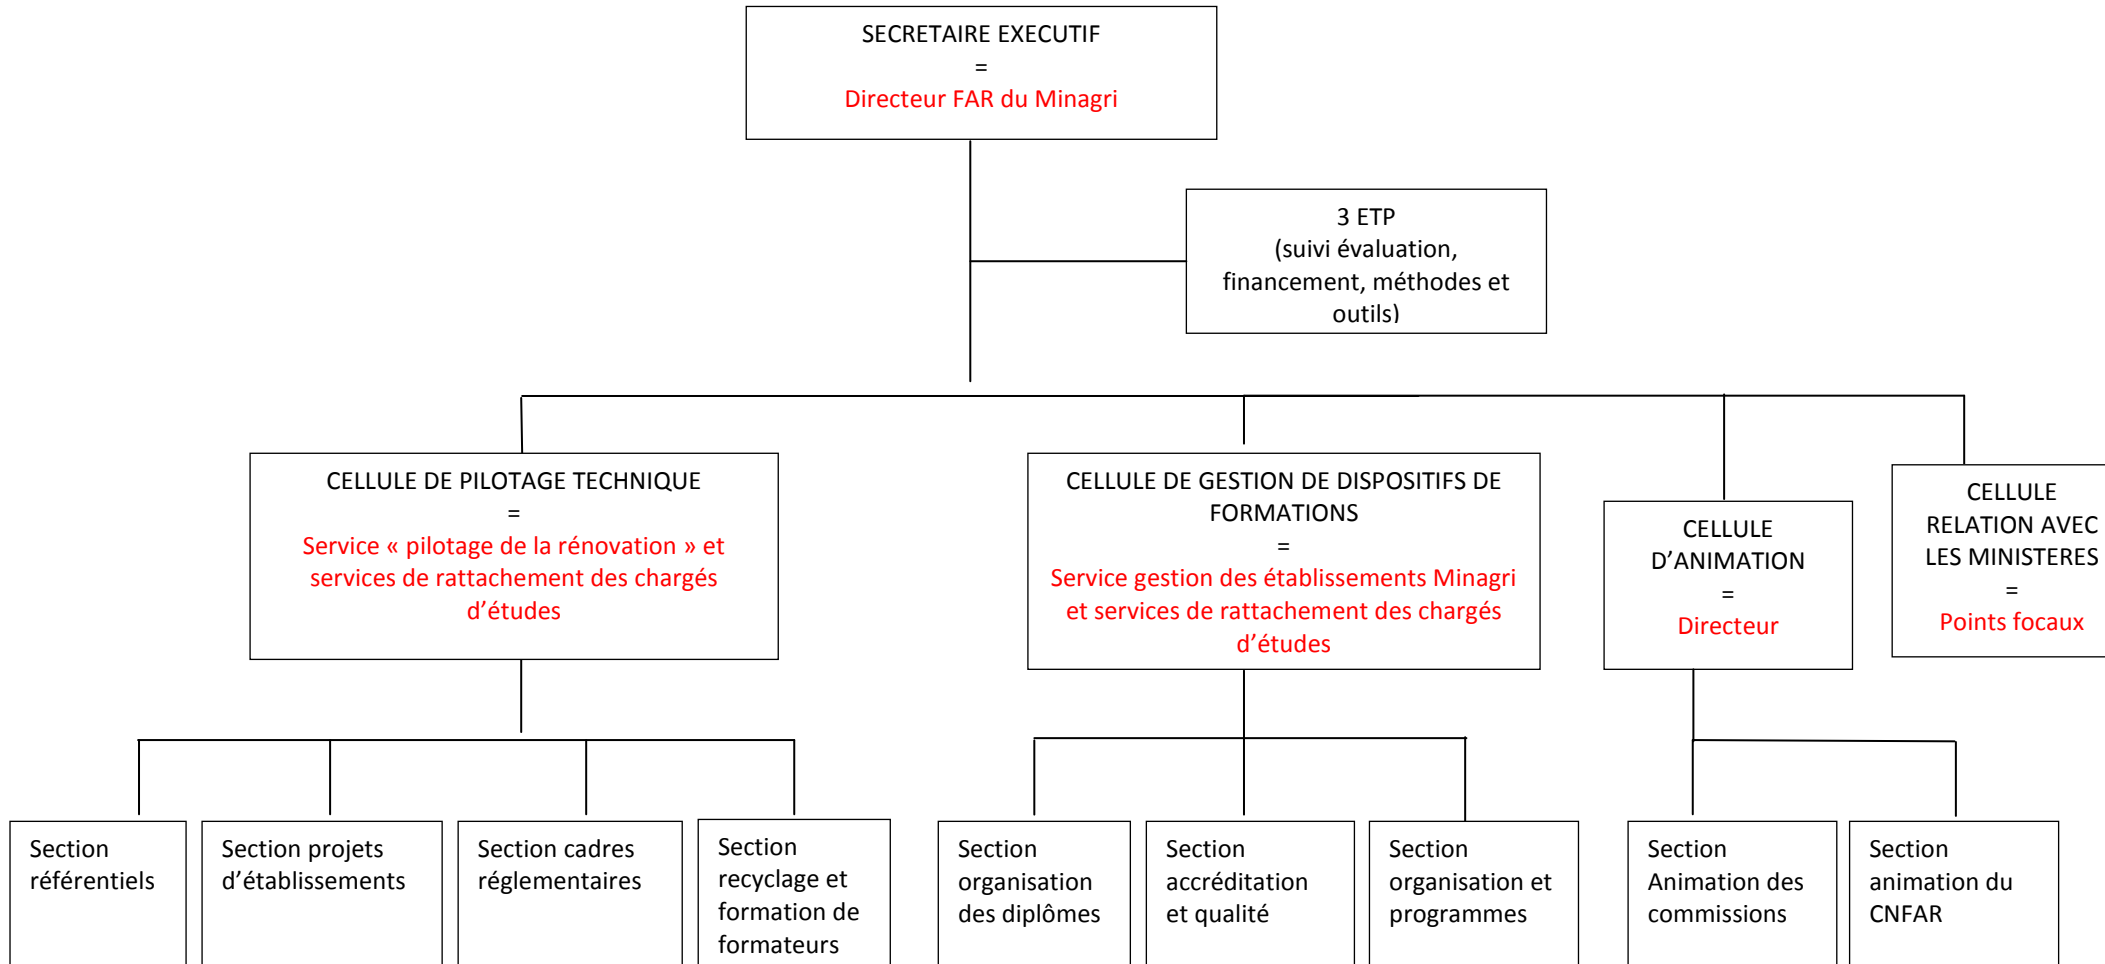 SECRETAIRE EXECUTIF
=
Directeur FAR du Minagri
3 ETP
(suivi évaluation,
financement, méthodes et
outils)
CELLULE DE PILOTAGE TECHNIQUE
=
Service « pilotage de la rénovation » et
services de rattachement des chargés
d’études
CELLULE DE GESTION DE DISPOSITIFS DE
FORMATIONS
=
Service gestion des établissements Minagri
et services de rattachement des chargés
d’études
CELLULE
D’ANIMATION
=
Directeur
CELLULE
RELATION AVEC
LES MINISTERES
=
Points focaux
Section
référentiels
Section projets
d’établissements
Section cadres
réglementaires
Section
recyclage et
formation de
formateurs
Section
organisation
des diplômes
Section
accréditation
et qualité
Section
organisation et
programmes
Section
Animation des
commissions
Section
animation du
CNFAR